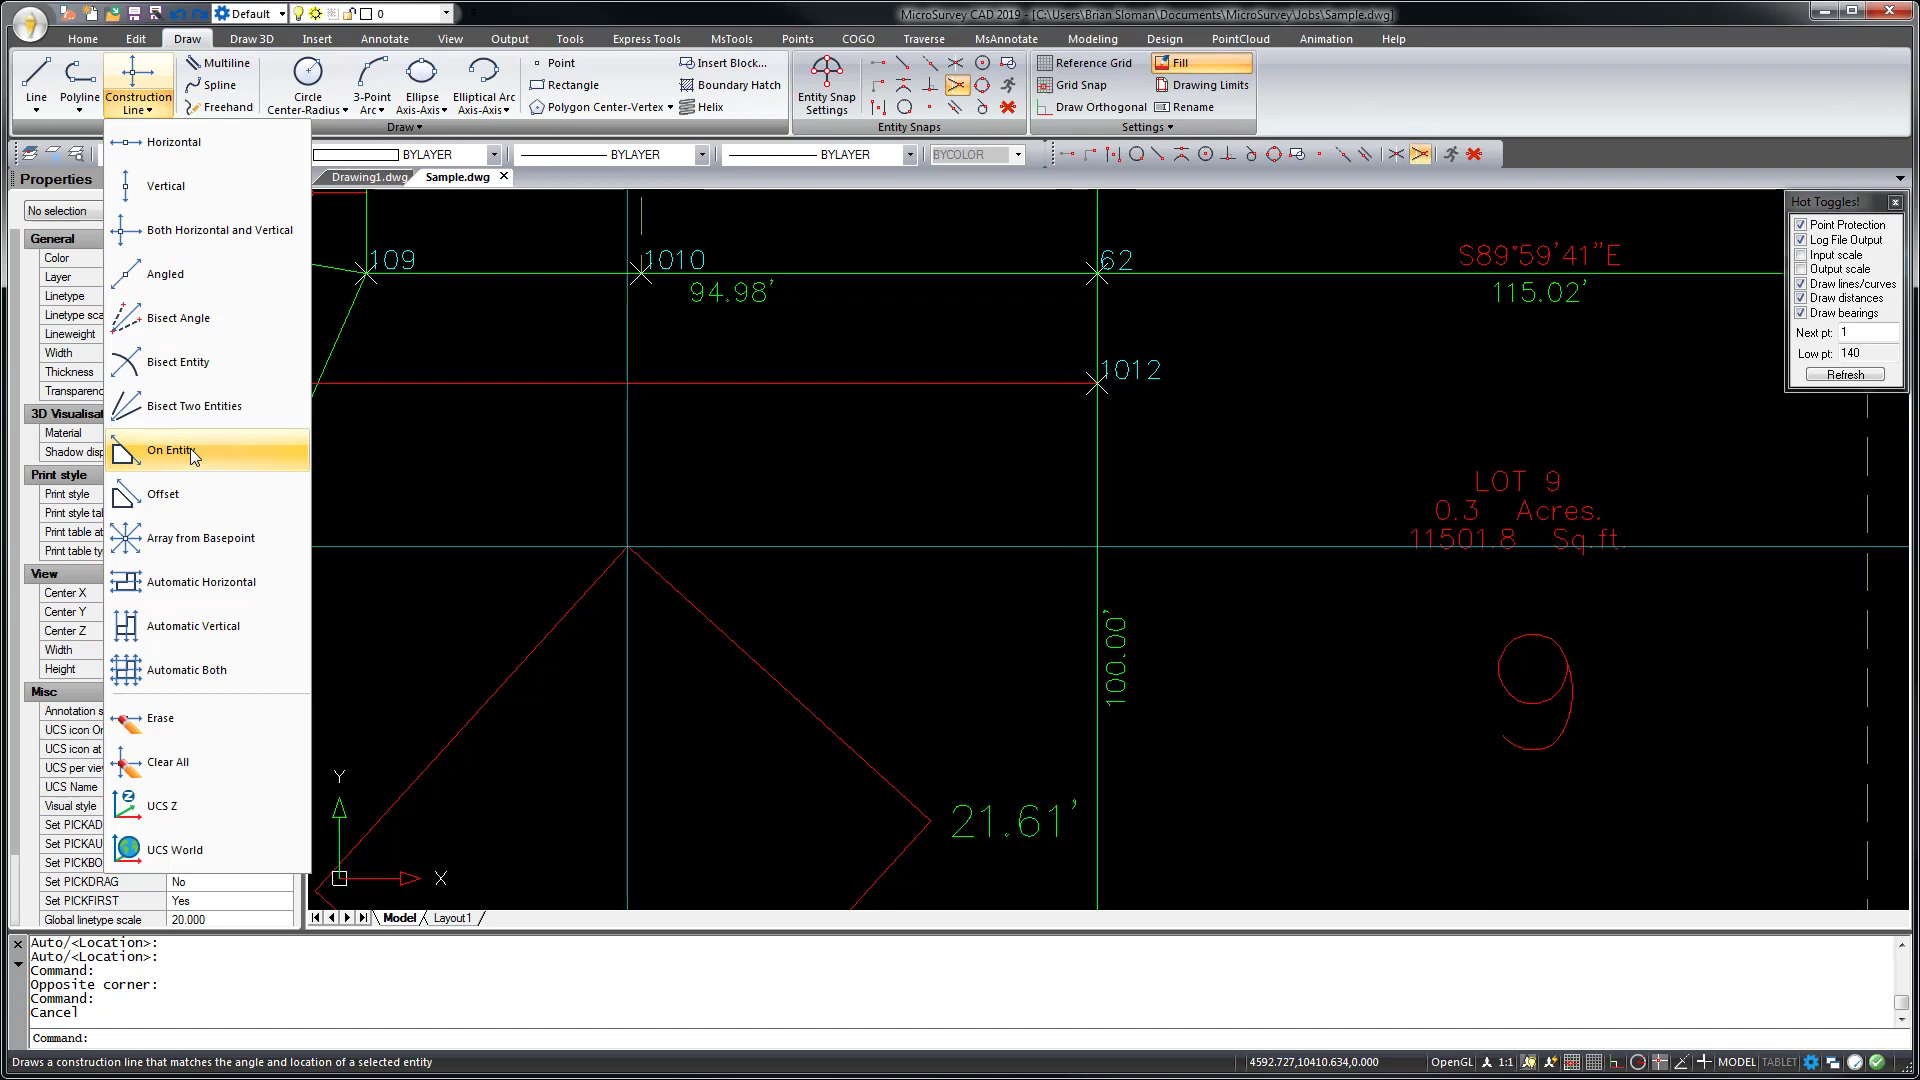 Default
0
MicroSurvey CAD 2019 - [C:\Users\Brian Sloman\Documents\MicroSurvey\Jobs\Sample.dwg]
Home Edit Draw Draw 3D Insert Annotate View Output Tools Express Tools MsTools Points COGO Traverse MsAnnotate Modeling Design PointCloud Animation Help
Line
Polyline
Construction Line
Multiline
Spline
Freehand
Circle Center-Radius
3-Point Arc
Ellipse Axis-Axis
Elliptical Arc Axis-Axis
Point
Rectangle
Polygon Center-Vertex
Insert Block...
Boundary Hatch
Helix
Draw
Entity Snap Settings
Entity Snaps
Reference Grid
Grid Snap
Draw Orthogonal
Fill
Drawing Limits
Rename
Settings
BYLAYER BYLAYER BYLAYER BYCOLOR
Drawing1.dwg Sample.dwg
Horizontal
Vertical
Both Horizontal and Vertical
Angled
Bisect Angle
Bisect Entity
Bisect Two Entities
On Entity
Offset
Array from Basepoint
Automatic Horizontal
Automatic Vertical
Automatic Both
Erase
Clear All
UCS Z
UCS World
Properties
No selection
General
Color
Layer
Linetype
Linetype sca
Lineweight
Width
Thickness
Transparenc
3D Visualisat
Material
Shadow disp
Print style
Print style
Print style tal
Print table at
Print table ty
View
Center X
Center Y
Center Z
Width
Height
Misc
Annotation s
UCS icon On
UCS icon at
UCS per view
UCS Name
Visual style
Set PICKAD
Set PICKAU
Set PICKBO
Set PICKDRAG No
Set PICKFIRST Yes
Global linetype scale 20.000
109
1010
94.98'
62
S89°59'41"E
115.02'
1012
LOT 9
0.3 Acres.
11501.8 Sq.ft.
9
100.00'
21.61'
Y
X
Hot Toggles!
Point Protection
Log File Output
Input scale
Output scale
Draw lines/curves
Draw distances
Draw bearings
Next pt: 1
Low pt: 140
Refresh
Model Layout1
Auto/<Location>:
Auto/<Location>:
Command:
Opposite corner:
Command:
Cancel
Command:
Draws a construction line that matches the angle and location of a selected entity
4592.727,10410.634,0.000
OpenGL
1:1
MODEL
TABLET